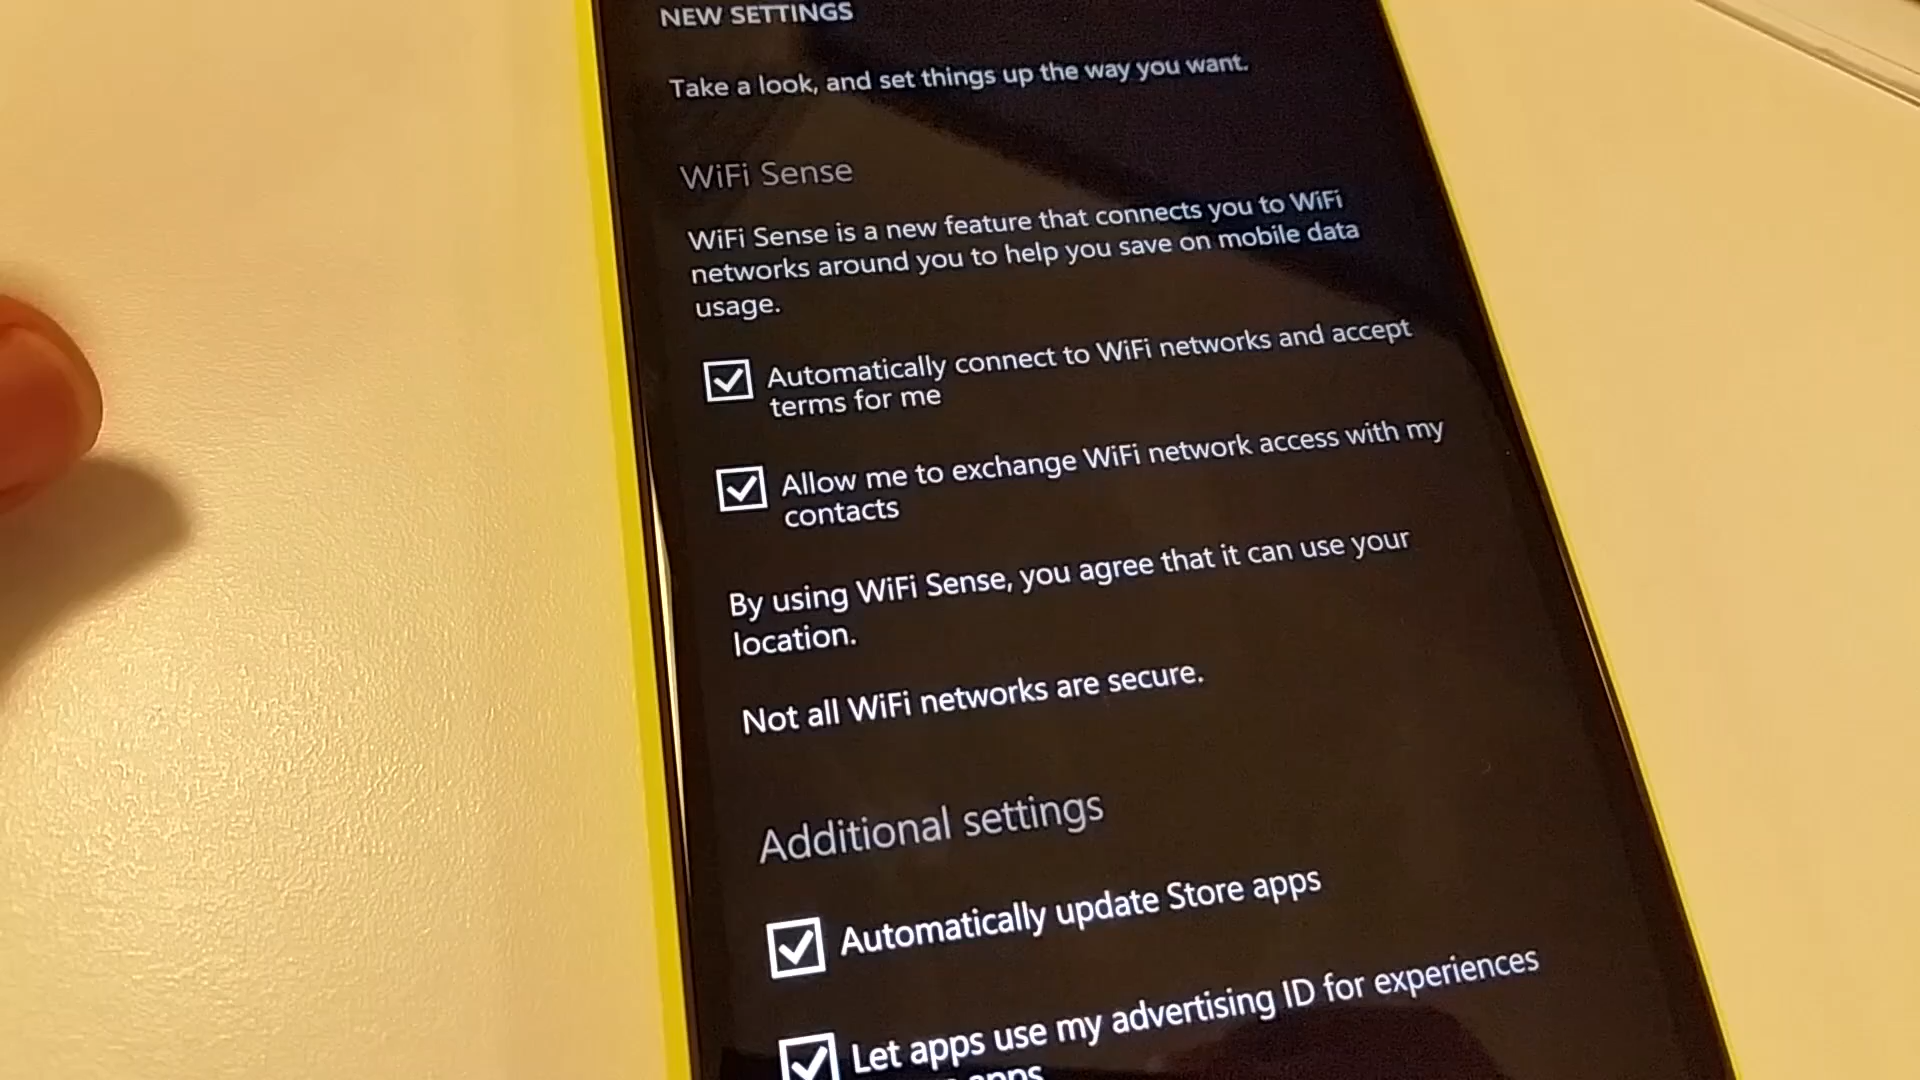 NEW SETTINGS
Take a look, and set things up the way you want.
WiFi Sense
WiFi Sense is a new feature that connects you to WiFi
networks around you to help you save on mobile data
usage.
Automatically connect to WiFi networks and accept
terms for me
Allow me to exchange WiFi network access with my
contacts
By using WiFi Sense, you agree that it can use your
location.
Not all WiFi networks are secure.
Additional settings
Automatically update Store apps
Let apps use my advertising ID for experiences
apps